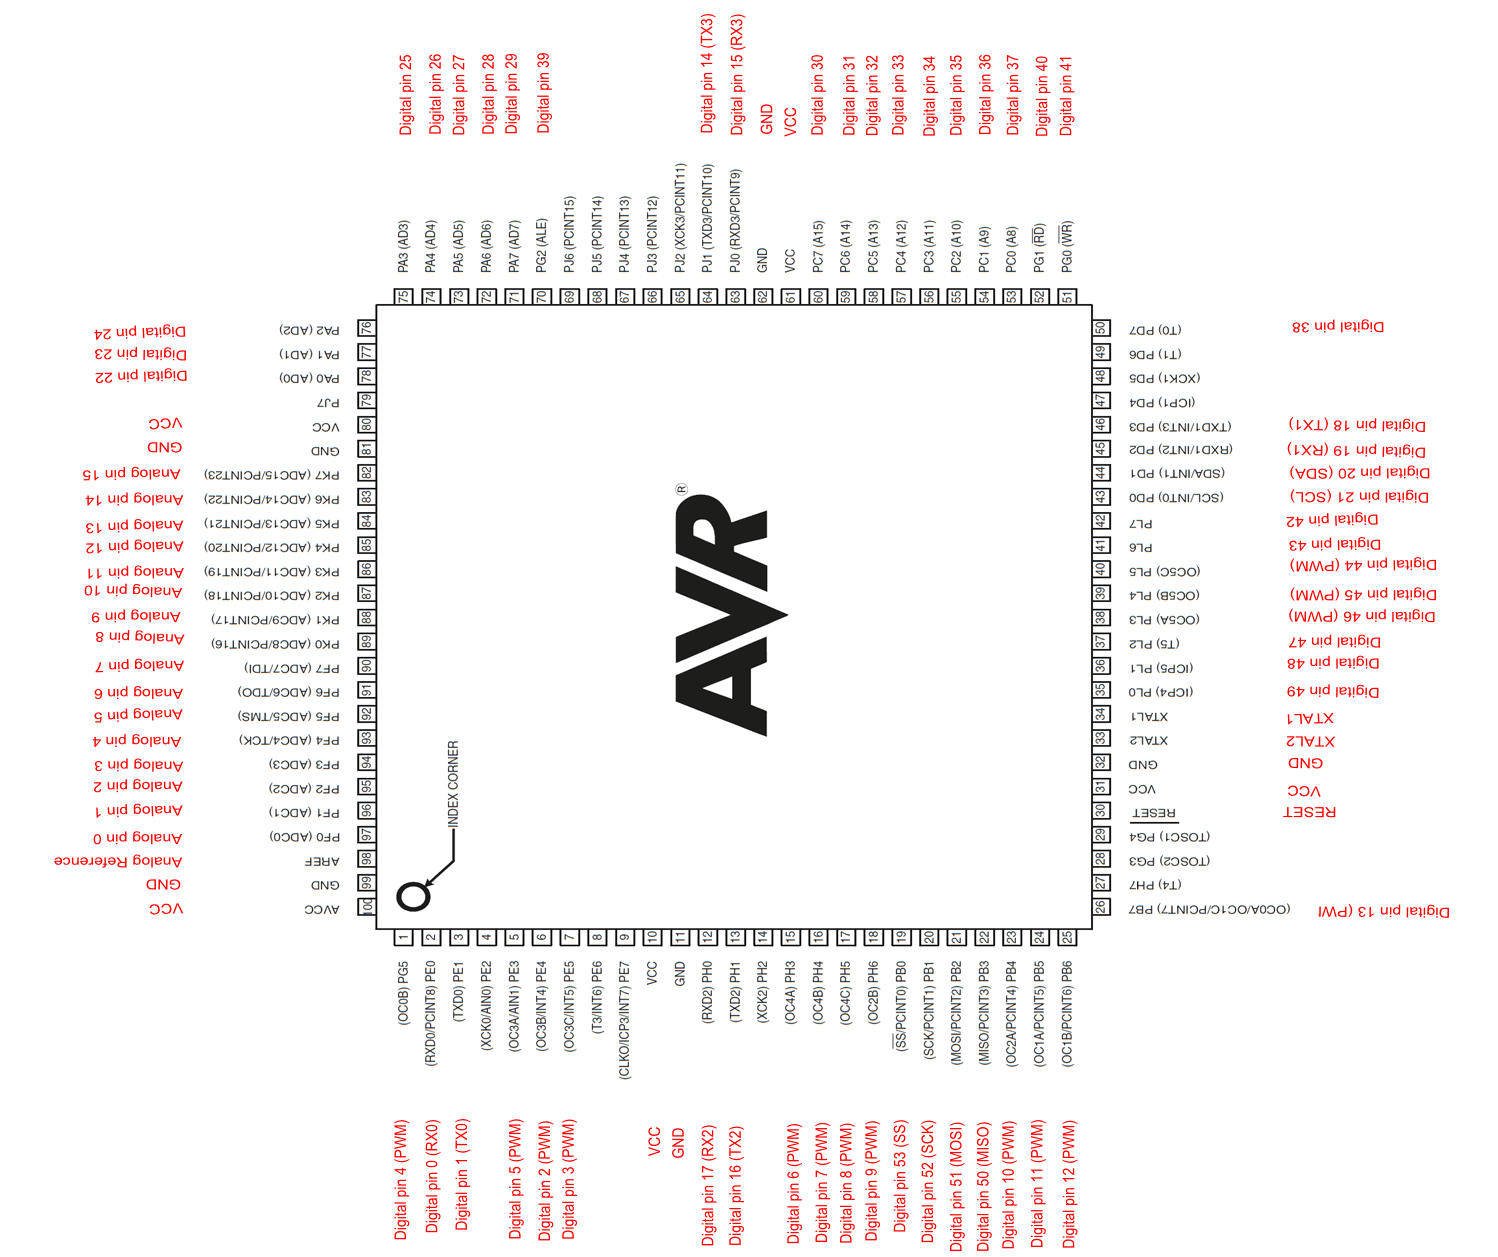 Digital pin 25
Digital pin 26
Digital pin 27
Digital pin 28
Digital pin 29
Digital pin 39
Digital pin 14 (TX3)
Digital pin 15 (RX3)
GND
VCC
Digital pin 30
Digital pin 31
Digital pin 32
Digital pin 33
Digital pin 34
Digital pin 35
Digital pin 36
Digital pin 37
Digital pin 40
Digital pin 41
PA3 (AD3)
PA4 (AD4)
PA5 (AD5)
PA6 (AD6)
PA7 (AD7)
PG2 (ALE)
PJ6 (PCINT15)
PJ5 (PCINT14)
PJ4 (PCINT13)
PJ3 (PCINT12)
PJ2 (XCK3/PCINT11)
PJ1 (TXD3/PCINT10)
PJ0 (RXD3/PCINT9)
GND
VCC
PC7 (A15)
PC6 (A14)
PC5 (A13)
PC4 (A12)
PC3 (A11)
PC2 (A10)
PC1 (A9)
PC0 (A8)
PG1 (RD)
PG0 (WR)
75
74
73
72
71
70
69
68
67
66
65
64
63
62
61
60
59
58
57
56
55
54
53
52
51
Digital pin 24
PA2 (AD2)
76
Digital pin 23
PA1 (AD1)
77
Digital pin 22
PA0 (AD0)
78
PJ7
79
VCC
VCC
80
GND
GND
81
Analog pin 15
PK7 (ADC15/PCINT23)
82
Analog pin 14
PK6 (ADC14/PCINT22)
83
Analog pin 13
PK5 (ADC13/PCINT21)
84
Analog pin 12
PK4 (ADC12/PCINT20)
85
Analog pin 11
PK3 (ADC11/PCINT19)
86
Analog pin 10
PK2 (ADC10/PCINT18)
87
Analog pin 9
PK1 (ADC9/PCINT17)
88
Analog pin 8
PK0 (ADC8/PCINT16)
89
Analog pin 7
PF7 (ADC7/TDI)
90
Analog pin 6
PF6 (ADC6/TDO)
91
Analog pin 5
PF5 (ADC5/TMS)
92
Analog pin 4
PF4 (ADC4/TCK)
93
Analog pin 3
PF3 (ADC3)
94
Analog pin 2
PF2 (ADC2)
95
Analog pin 1
PF1 (ADC1)
96
Analog pin 0
PF0 (ADC0)
97
Analog Reference
AREF
98
GND
GND
99
VCC
AVCC
100
AVR®
INDEX CORNER
50
(T0) PD7
Digital pin 38
49
(T1) PD6
48
(XCK1) PD5
47
(ICP1) PD4
46
(TXD1/INT3) PD3
Digital pin 18 (TX1)
45
(RXD1/INT2) PD2
Digital pin 19 (RX1)
44
(SDA/INT1) PD1
Digital pin 20 (SDA)
43
(SCL/INT0) PD0
Digital pin 21 (SCL)
42
PL7
Digital pin 42
41
PL6
Digital pin 43
40
(OC5C) PL5
Digital pin 44 (PWM)
39
(OC5B) PL4
Digital pin 45 (PWM)
38
(OC5A) PL3
Digital pin 46 (PWM)
37
(T5) PL2
Digital pin 47
36
(ICP5) PL1
Digital pin 48
35
(ICP4) PL0
Digital pin 49
34
XTAL1
XTAL1
33
XTAL2
XTAL2
32
GND
GND
31
VCC
VCC
30
RESET
RESET
29
(TOSC1) PG4
28
(TOSC2) PG3
27
(T4) PH7
26
(OC0A/OC1C/PCINT7) PB7
Digital pin 13 (PWI
1
2
3
4
5
6
7
8
9
10
11
12
13
14
15
16
17
18
19
20
21
22
23
24
25
(OC0B) PG5
(RXD0/PCINT8) PE0
(TXD0) PE1
(XCK0/AIN0) PE2
(OC3A/AIN1) PE3
(OC3B/INT4) PE4
(OC3C/INT5) PE5
(T3/INT6) PE6
(CLKO/ICP3/INT7) PE7
VCC
GND
(RXD2) PH0
(TXD2) PH1
(XCK2) PH2
(OC4A) PH3
(OC4B) PH4
(OC4C) PH5
(OC2B) PH6
(SS/PCINT0) PB0
(SCK/PCINT1) PB1
(MOSI/PCINT2) PB2
(MISO/PCINT3) PB3
(OC2A/PCINT4) PB4
(OC1A/PCINT5) PB5
(OC1B/PCINT6) PB6
Digital pin 4 (PWM)
Digital pin 0 (RX0)
Digital pin 1 (TX0)
Digital pin 5 (PWM)
Digital pin 2 (PWM)
Digital pin 3 (PWM)
VCC
GND
Digital pin 17 (RX2)
Digital pin 16 (TX2)
Digital pin 6 (PWM)
Digital pin 7 (PWM)
Digital pin 8 (PWM)
Digital pin 9 (PWM)
Digital pin 53 (SS)
Digital pin 52 (SCK)
Digital pin 51 (MOSI)
Digital pin 50 (MISO)
Digital pin 10 (PWM)
Digital pin 11 (PWM)
Digital pin 12 (PWM)